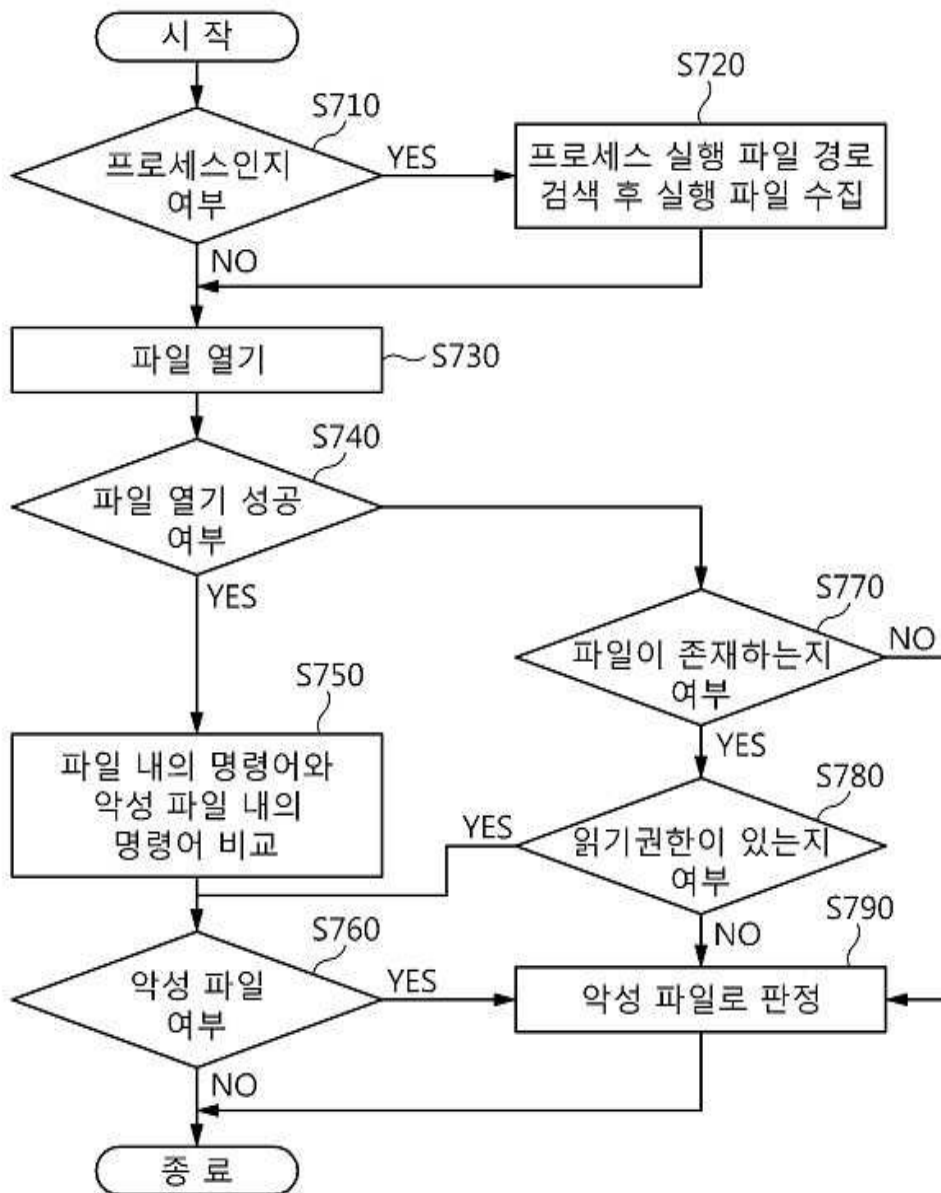 시 작
S710
프로세스인지
여부
YES
NO
S720
프로세스 실행 파일 경로
검색 후 실행 파일 수집
파일 열기
S730
S740
파일 열기 성공
여부
YES
S770
파일이 존재하는지
여부
NO
YES
S750
파일 내의 명령어와
악성 파일 내의
명령어 비교
S780
읽기권한이 있는지
여부
YES
NO
S760
악성 파일
여부
YES
NO
S790
악성 파일로 판정
종 료